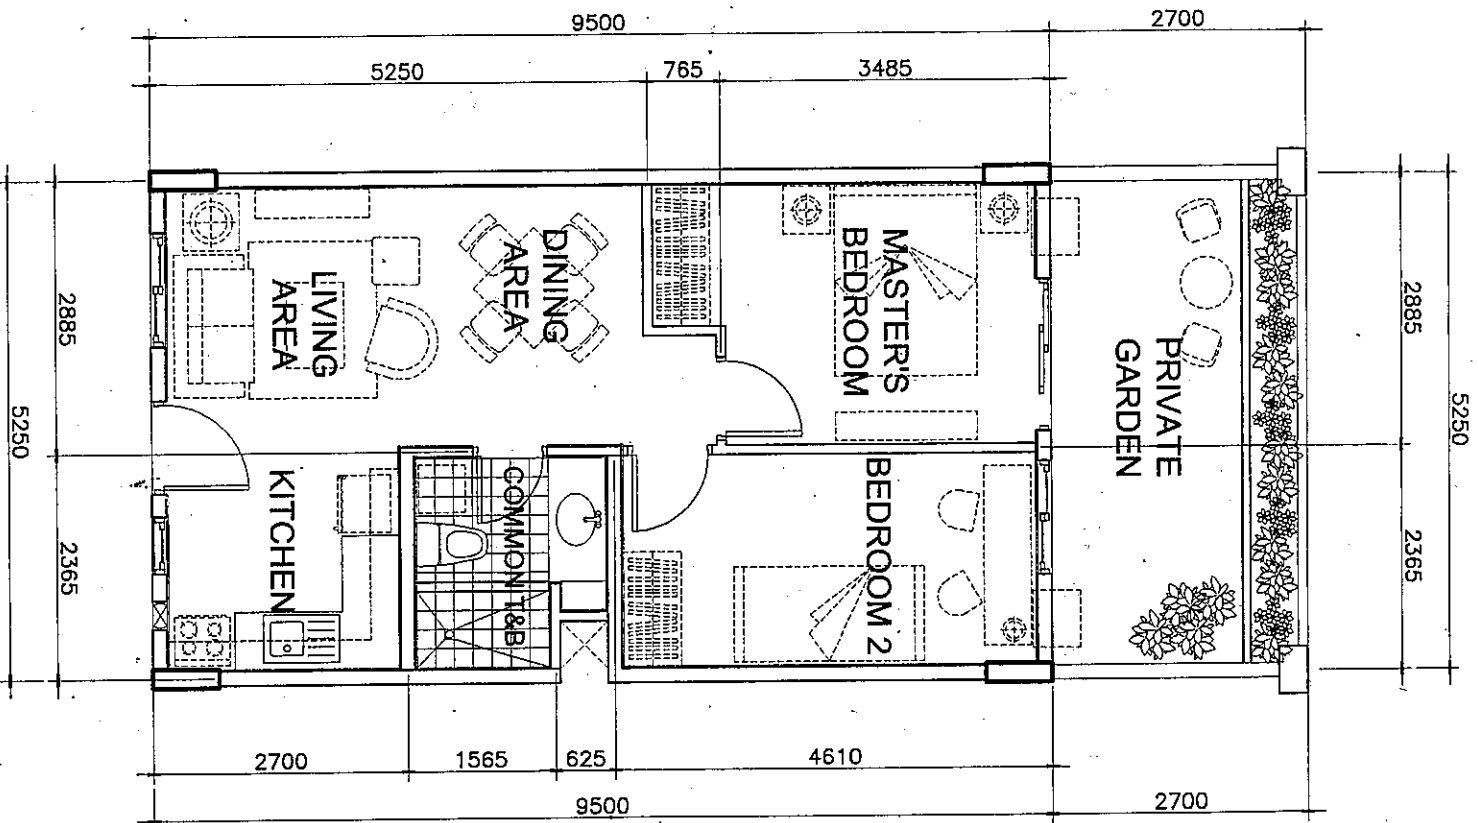 9500
2700
5250
765
3485
LIVING
AREA
DINING
AREA
MASTER'S
BEDROOM
PRIVATE
GARDEN
KITCHEN
COMMON T&B
BEDROOM 2
2885
2365
5250
2885
2365
5250
2700
1565
625
4610
9500
2700